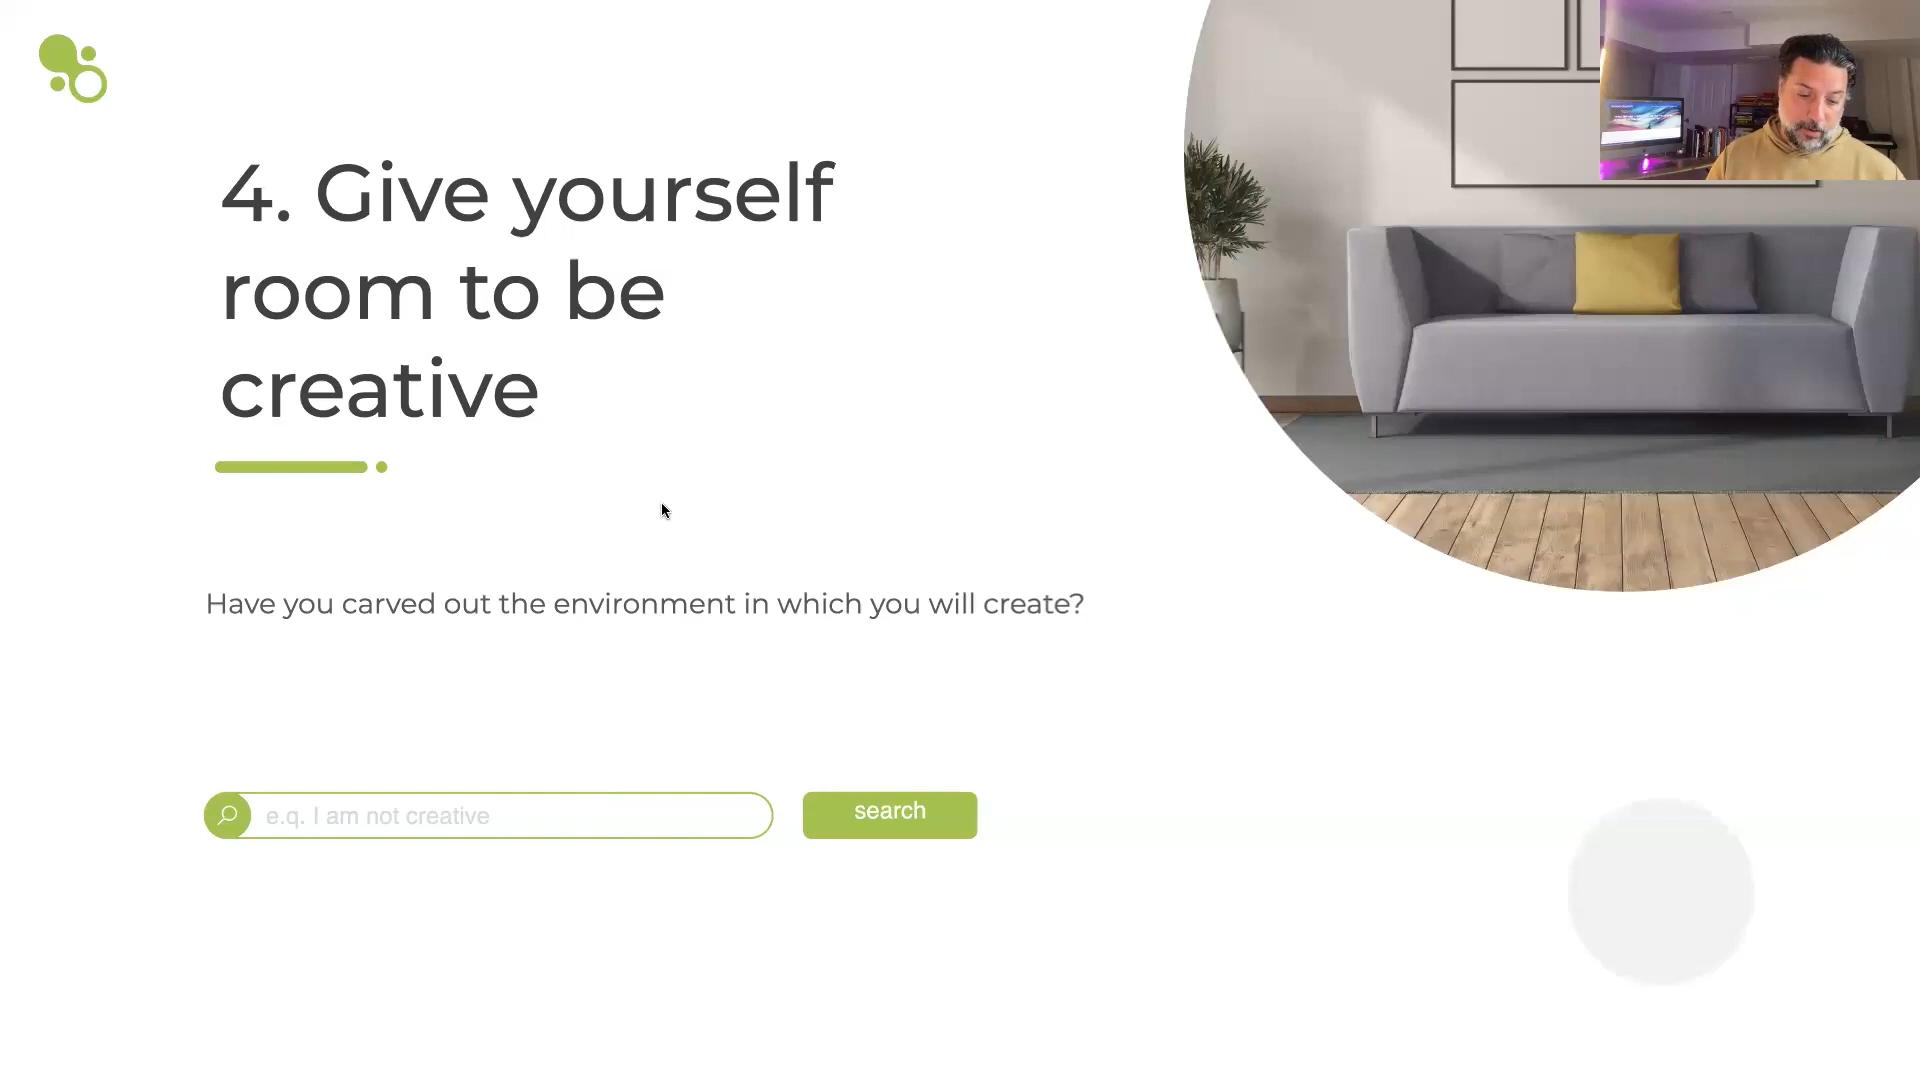 4. Give yourself
room to be
creative
Have you carved out the environment in which you will create?
e.q. I am not creative
search